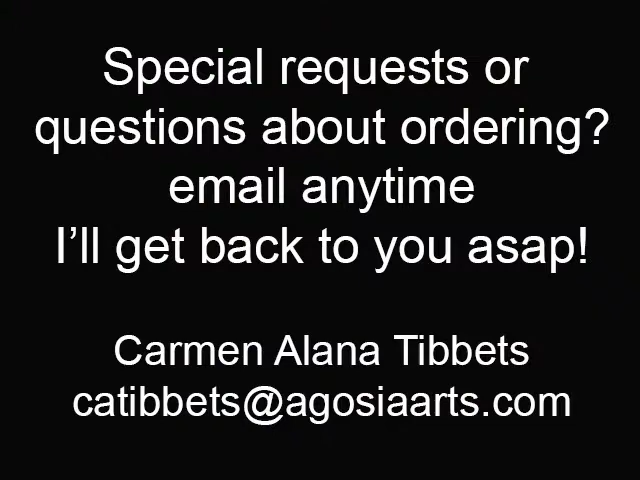 Special requests or
questions about ordering?
email anytime
I’ll get back to you asap!
Carmen Alana Tibbets
catibbets@agosiaarts.com